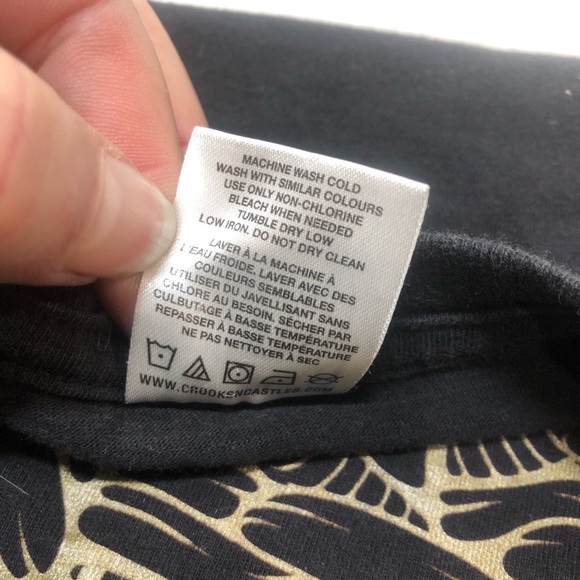 MACHINE WASH COLD
WASH WITH SIMILAR COLOURS
USE ONLY NON-CHLORINE
BLEACH WHEN NEEDED
TUMBLE DRY LOW
LOW IRON. DO NOT DRY CLEAN
LAVER À LA MACHINE À
L'EAU FROIDE, LAVER AVEC DES
COULEURS SEMBLABLES
UTILISER DU JAVELLISANT SANS
CHLORE AU BESOIN. SÉCHER PAR
CULBUTAGE À BASSE TEMPÉRATURE
REPASSER À BASSE TEMPÉRATURE
NE PAS NETTOYER À SEC
WWW.CROOKSNCASTLES.COM